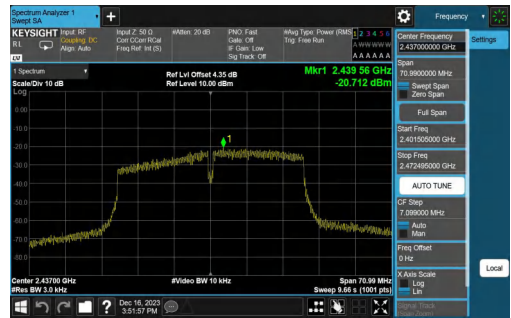 Spectrum Analyzer 1
Swept SA
Frequency
KEYSIGHT
RL
Input: RF
Coupling: DC
Align: Auto
Input Z: 50 Ω
Corr CCorr RCal
Freq Ref: Int (S)
#Atten: 20 dB
PNO: Fast
Gate: Off
IF Gain: Low
Sig Track: Off
#Avg Type: Power (RMS)
Trig: Free Run
1 2 3 4 5 6
A W W W W W
A A A A A A
LXI
1 Spectrum
Scale/Div 10 dB
Ref Lvl Offset 4.35 dB
Ref Level 10.00 dBm
Mkr1 2.439 56 GHz
-20.712 dBm
Log
0.00
-10.0
-20.0
-30.0
-40.0
-50.0
-60.0
-70.0
-80.0
1
Center 2.43700 GHz
#Res BW 3.0 kHz
#Video BW 10 kHz
Span 70.99 MHz
Sweep 9.66 s (1001 pts)
Dec 16, 2023
3:51:57 PM
Center Frequency
2.437000000 GHz
Span
70.9900000 MHz
Swept Span
Zero Span
Full Span
Start Freq
2.401505000 GHz
Stop Freq
2.472495000 GHz
AUTO TUNE
CF Step
7.099000 MHz
Auto
Man
Freq Offset
0 Hz
X Axis Scale
Log
Lin
Signal Track
Settings
Local